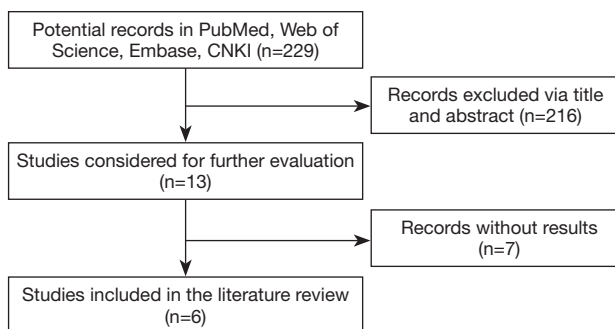 Potential records in PubMed, Web of
Science, Embase, CNKI (n=229)
Records excluded via title
and abstract (n=216)
Studies considered for further evaluation
(n=13)
Records without results
(n=7)
Studies included in the literature review
(n=6)